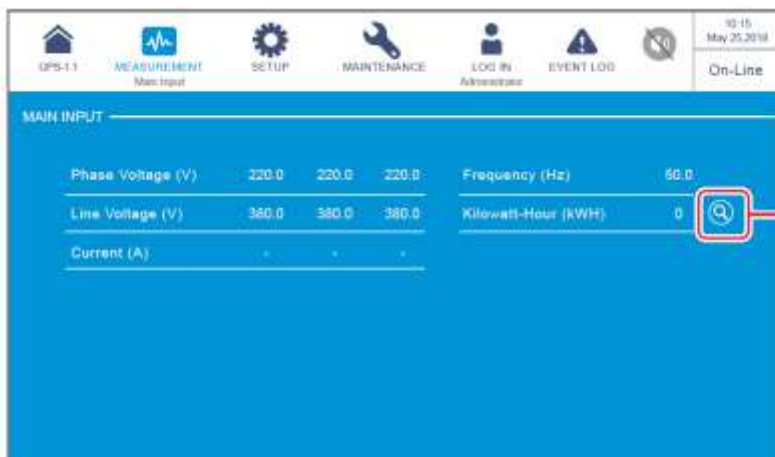 10:15
May 25,2018
UPS-1.1 MEASUREMENT SETUP MAINTENANCE LOG IN EVENT LOG
Main Input Administrator
On-Line
MAIN INPUT
Phase Voltage (V) 220.0 220.0 220.0 Frequency (Hz) 50.0
Line Voltage (V) 380.0 380.0 380.0 Kilowatt-Hour (kWH) 0
Current (A) - - -